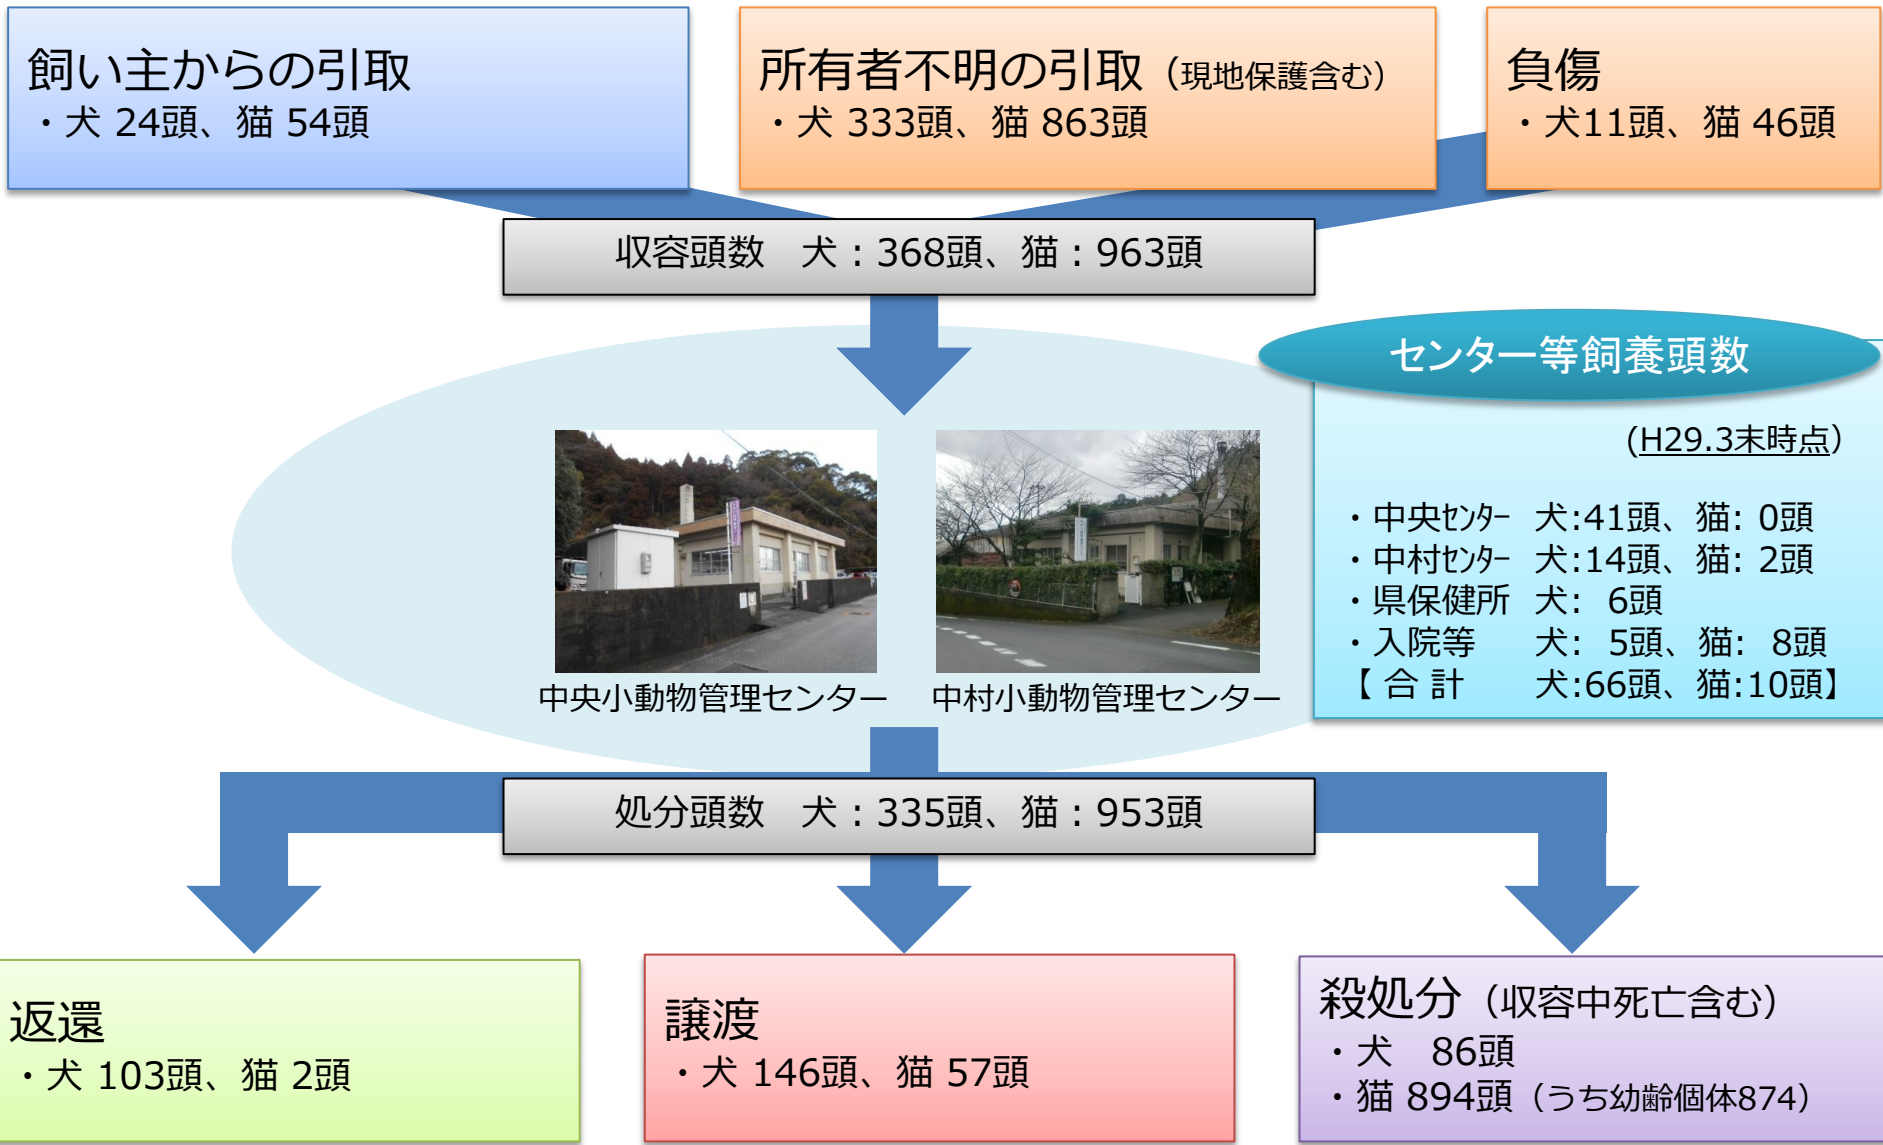 飼い主からの引取
・犬 24頭、猫 54頭
所有者不明の引取（現地保護含む）
・犬 333頭、猫 863頭
負傷
・犬11頭、猫 46頭
収容頭数　犬：368頭、猫：963頭
センター等飼養頭数
(H29.3末時点)
・中央ｾﾝﾀｰ 犬:41頭、猫: 0頭
・中村ｾﾝﾀｰ 犬:14頭、猫: 2頭
・県保健所 犬: 6頭
・入院等 犬: 5頭、猫: 8頭
【 合 計 犬:66頭、猫:10頭】
中央小動物管理センター
中村小動物管理センター
処分頭数　犬：335頭、猫：953頭
返還
・犬 103頭、猫 2頭
譲渡
・犬 146頭、猫 57頭
殺処分（収容中死亡含む）
・犬　86頭
・猫 894頭（うち幼齢個体874）